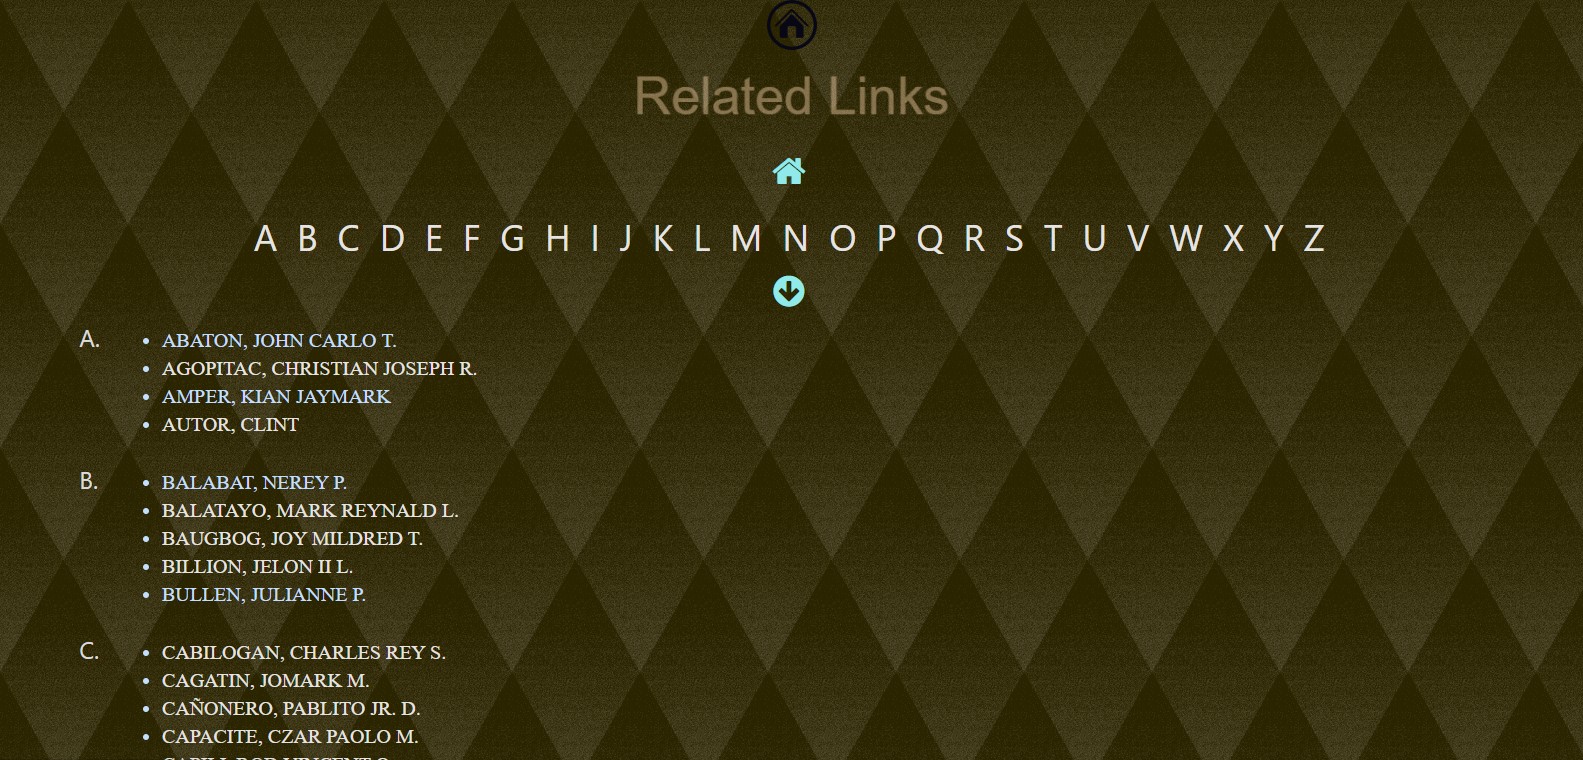 Related Links
A B C D E F G H I J K L M N O P Q R S T U V W X Y Z
A.
ABATON, JOHN CARLO T.
AGOPITAC, CHRISTIAN JOSEPH R.
AMPER, KIAN JAYMARK
AUTOR, CLINT
B.
BALABAT, NEREY P.
BALATAYO, MARK REYNALD L.
BAUGBOG, JOY MILDRED T.
BILLION, JELON II L.
BULLEN, JULIANNE P.
C.
CABILOGAN, CHARLES REY S.
CAGATIN, JOMARK M.
CAÑONERO, PABLITO JR. D.
CAPACITE, CZAR PAOLO M.